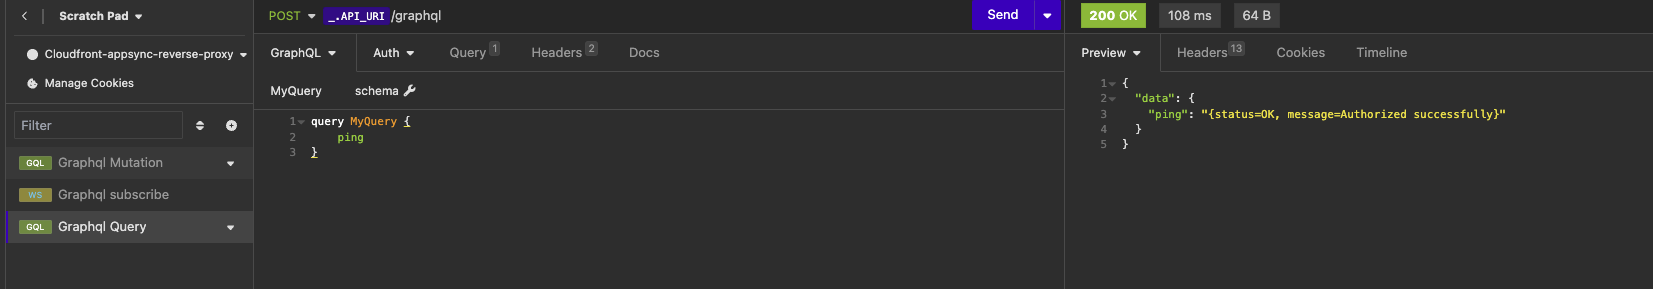 Scratch Pad
Cloudfront-appsync-reverse-proxy
Manage Cookies
Filter
GQL Graphql Mutation
WS Graphql subscribe
GQL Graphql Query
POST _.API_URI /graphql
Send
GraphQL Auth Query 1 Headers 2 Docs
MyQuery schema
1 query MyQuery {
2 ping
3 }
200 OK 108 ms 64 B
Preview Headers 13 Cookies Timeline
1 {
2 "data": {
3 "ping": "{status=OK, message=Authorized successfully}"
4 }
5 }